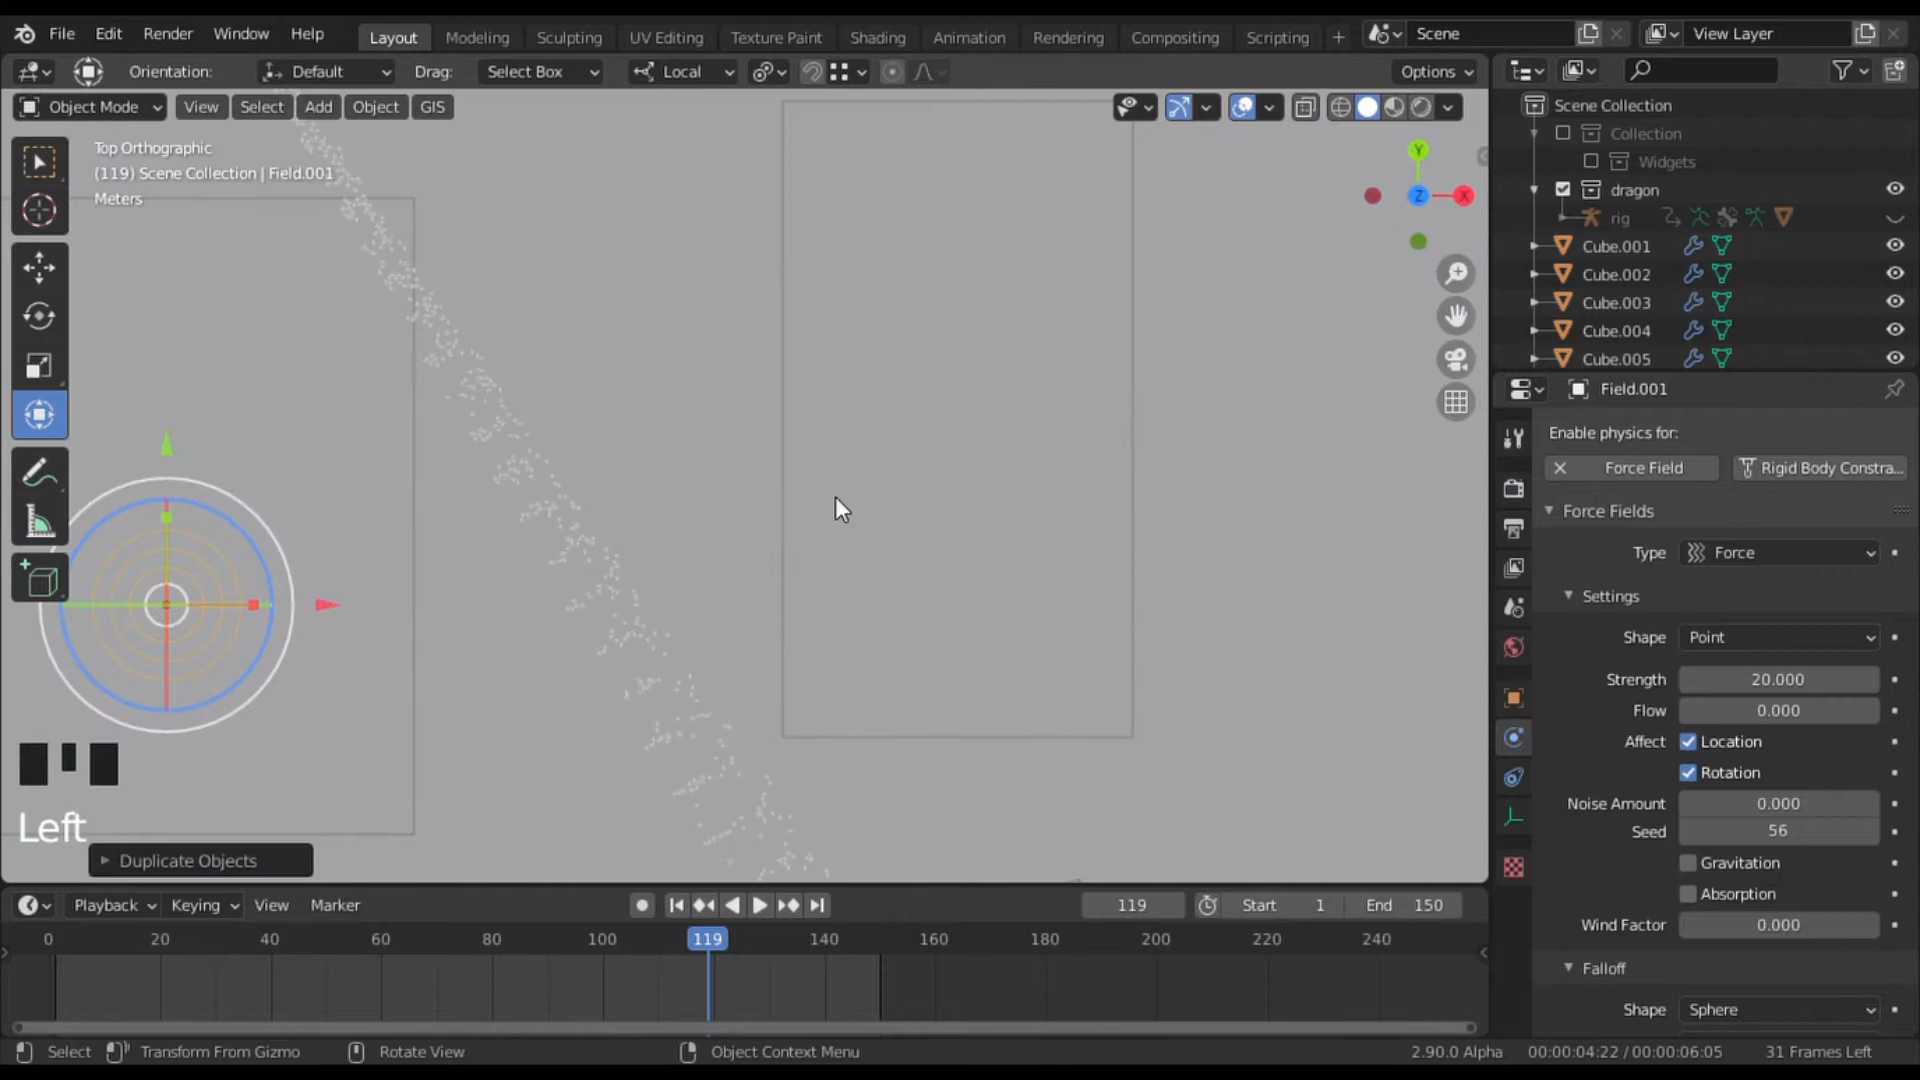 File Edit Render Window Help Layout Modeling Sculpting UV Editing Texture Paint Shading Animation Rendering Compositing Scripting + Scene View Layer
Orientation: Default Drag: Select Box Local Options
Object Mode View Select Add Object GIS
Top Orthographic
(119) Scene Collection | Field.001
Meters
Y
Z
X
Scene Collection
Collection
Widgets
dragon
rig
Cube.001
Cube.002
Cube.003
Cube.004
Cube.005
Field.001
Enable physics for:
Force Field Rigid Body Constra...
Force Fields
Type Force
Settings
Shape Point
Strength 20.000
Flow 0.000
Affect Location
Rotation
Noise Amount 0.000
Seed 56
Gravitation
Absorption
Wind Factor 0.000
Falloff
Shape Sphere
Left
Duplicate Objects
Playback Keying View Marker 119 Start 1 End 150
0 20 40 60 80 100 119 140 160 180 200 220 240
Select Transform From Gizmo Rotate View Object Context Menu 2.90.0 Alpha 00:00:04:22 / 00:00:06:05 31 Frames Left